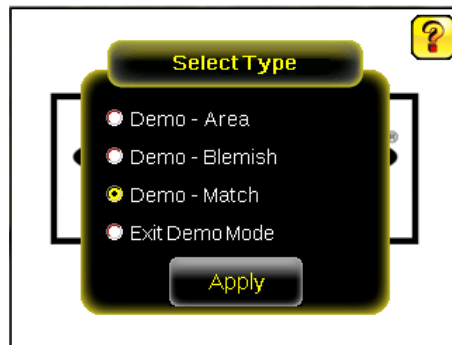 ?
Select Type
Demo - Area
Demo - Blemish
Demo - Match
Exit Demo Mode
Apply
®